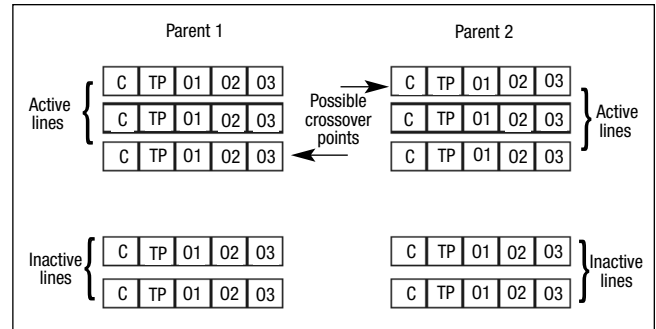 Parent 1
Parent 2
C TP 01 02 03
C TP 01 02 03
C TP 01 02 03
Active
lines
Possible
crossover
points
C TP 01 02 03
C TP 01 02 03
C TP 01 02 03
Active
lines
Inactive
lines
C TP 01 02 03
C TP 01 02 03
C TP 01 02 03
C TP 01 02 03
Inactive
lines